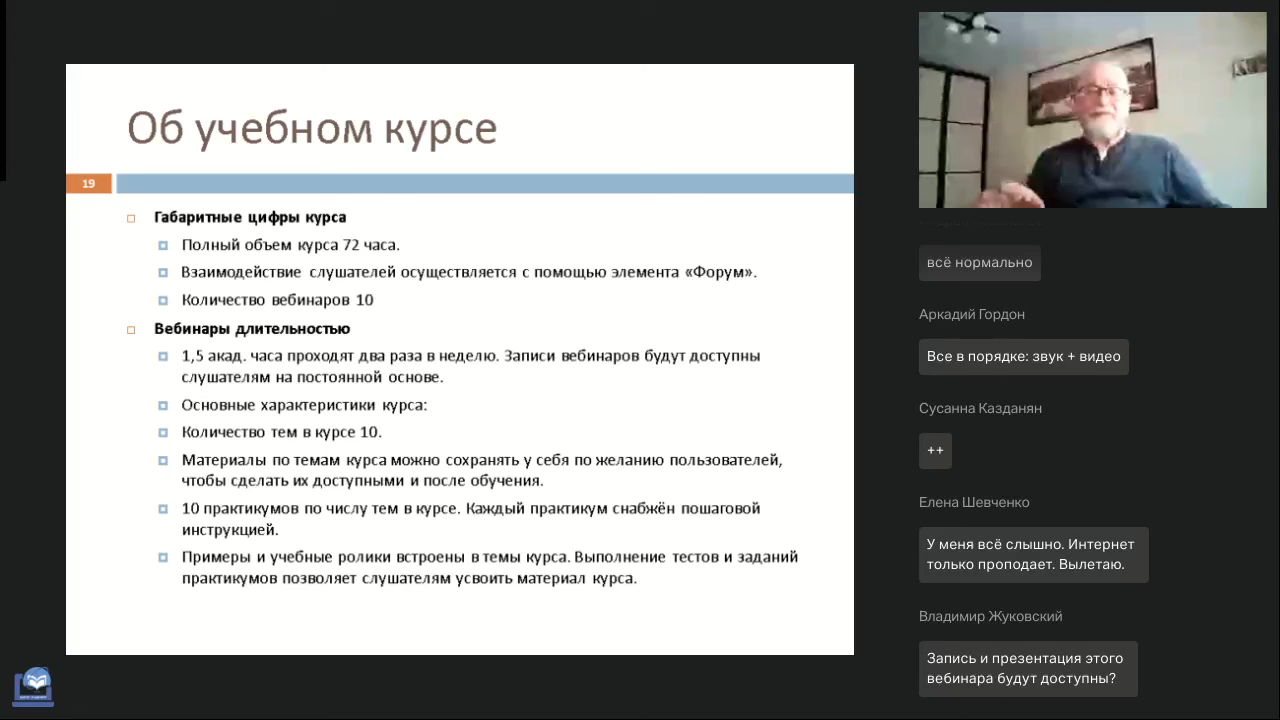 Об учебном курсе
19
Габаритные цифры курса
Полный объем курса 72 часа.
Взаимодействие слушателей осуществляется с помощью элемента «Форум».
Количество вебинаров 10
Вебинары длительностью
1,5 акад. часа проходят два раза в неделю. Записи вебинаров будут доступны
слушателям на постоянной основе.
Основные характеристики курса:
Количество тем в курсе 10.
Материалы по темам курса можно сохранять у себя по желанию пользователей,
чтобы сделать их доступными и после обучения.
10 практикумов по числу тем в курсе. Каждый практикум снабжён пошаговой
инструкцией.
Примеры и учебные ролики встроены в темы курса. Выполнение тестов и заданий
практикумов позволяет слушателям усвоить материал курса.
всё нормально
Аркадий Гордон
Все в порядке: звук + видео
Сусанна Казданян
++
Елена Шевченко
У меня всё слышно. Интернет
только проподает. Вылетаю.
Владимир Жуковский
Запись и презентация этого
вебинара будут доступны?